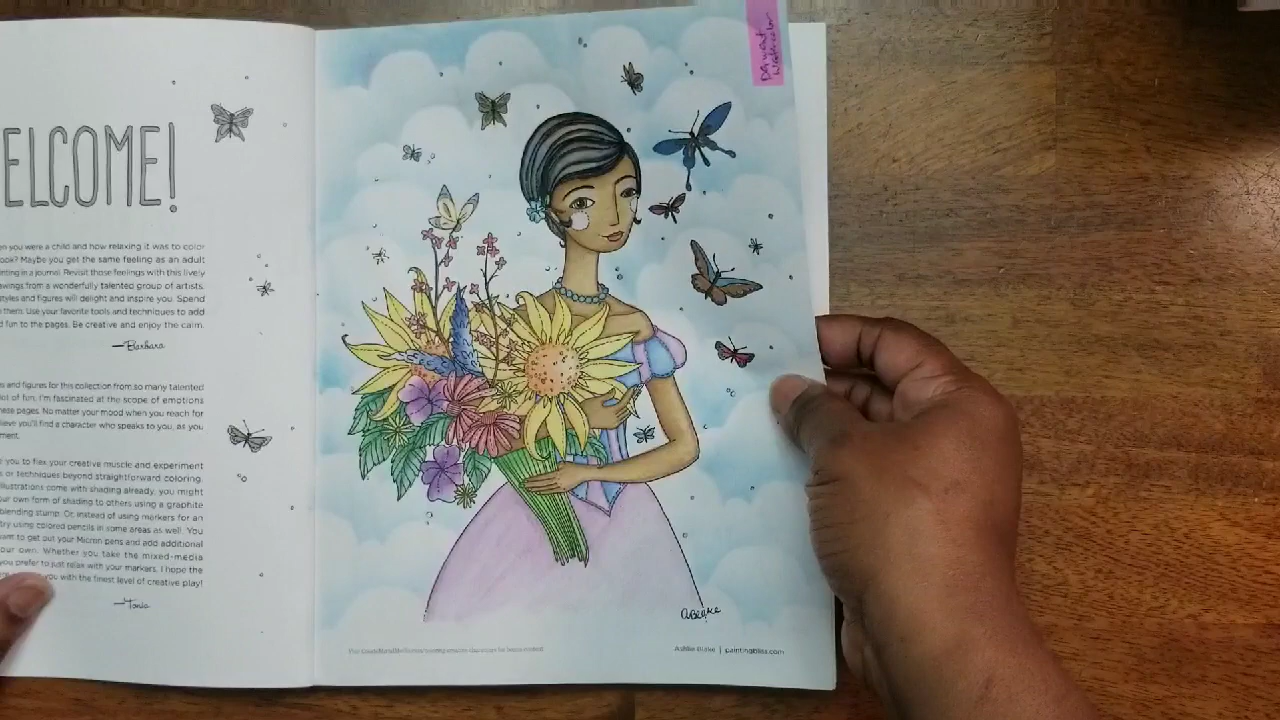 ELCOME!
en you were a child and how relaxing it was to color
ook? Maybe you get the same feeling as an adult
inting in a journal. Revisit those feelings with this lively
awings from a wonderfully talented group of artists.
styles and figures will delight and inspire you. Spend
them. Use your favorite tools and techniques to add
d fun to the pages. Be creative and enjoy the calm.
—Barbara
s and figures for this collection from so many talented
lot of fun. I'm fascinated at the scope of emotions
hese pages. No matter your mood when you reach for
elieve you'll find a character who speaks to you, as you
ment.
you to flex your creative muscle and experiment
s or techniques beyond straightforward coloring.
illustrations come with shading already, you might
our own form of shading to others using a graphite
blending stump. Or, instead of using markers for an
try using colored pencils in some areas as well. You
ant to get out your Micron pens and add additional
our own. Whether you take the mixed-media
you prefer to just relax with your markers, I hope the
you with the finest level of creative play!
—Tonia
Derwent
Watercolor
ABlake
Ashlie Blake | paintingbliss.com